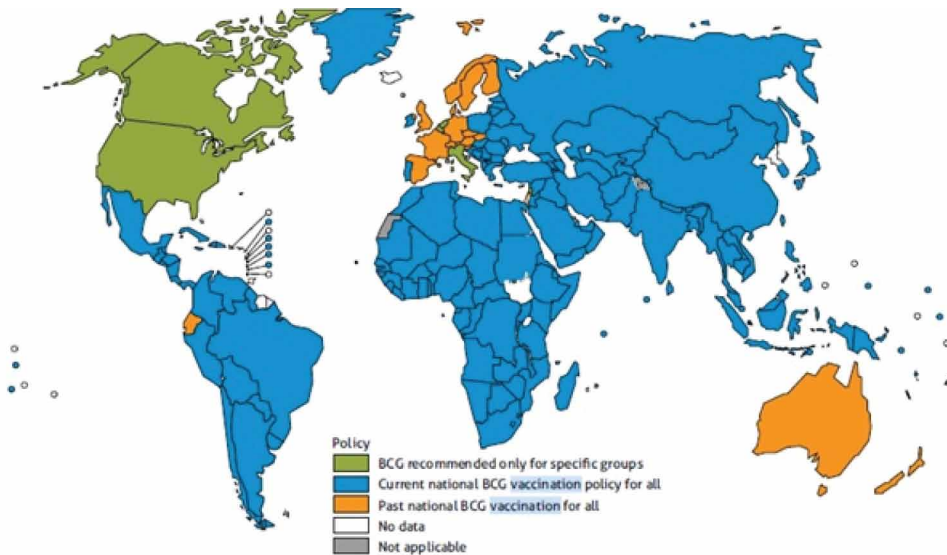 Policy
BCG recommended only for specific groups
Current national BCG vaccination policy for all
Past national BCG vaccination for all
No data
Not applicable